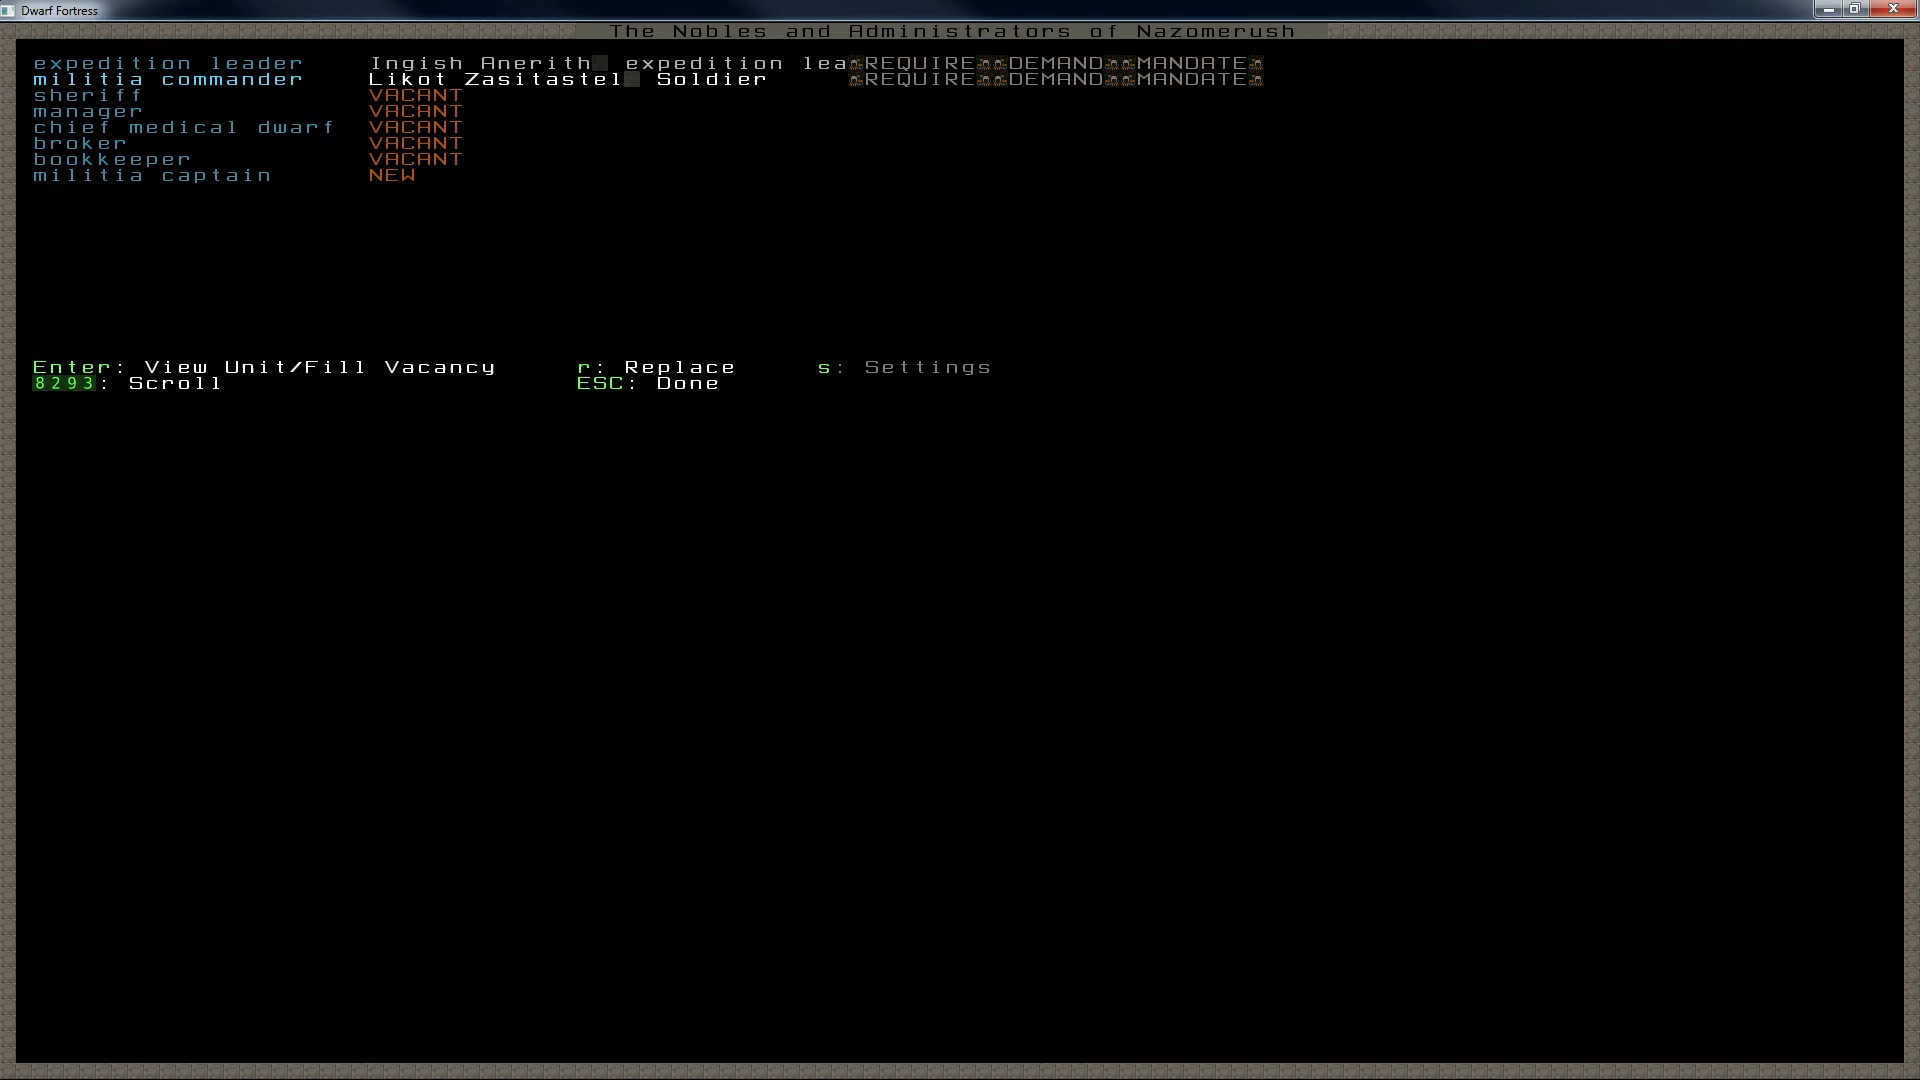 Dwarf Fortress
The Nobles and Administrators of Nazomerush
expedition leader Ingish Anerith expedition lea REQUIRE DEMAND MANDATE
militia commander Likot Zasitastel Soldier REQUIRE DEMAND MANDATE
sheriff VACANT
manager VACANT
chief medical dwarf VACANT
broker VACANT
bookkeeper VACANT
militia captain NEW
Enter: View Unit/Fill Vacancy r: Replace s: Settings
8293: Scroll ESC: Done